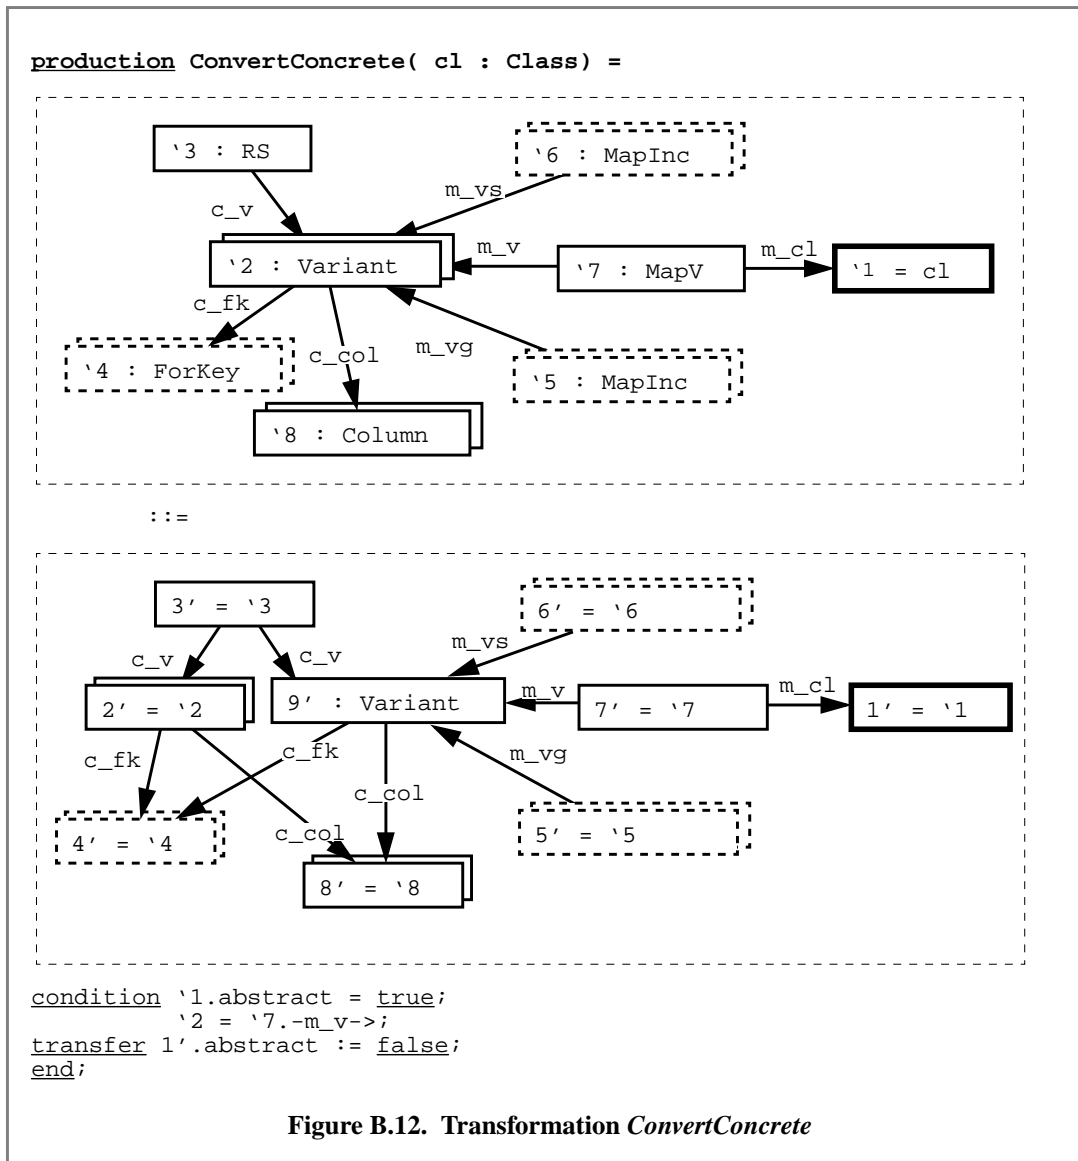 production ConvertConcrete( cl : Class) =
‘3 : RS
‘6 : MapInc
m_vs
c_v
‘2 : Variant
m_v
‘7 : MapV
m_cl
‘1 = cl
c_fk
m_vg
c_col
‘4 : ForKey
‘5 : MapInc
‘8 : Column
::=
3’ = ‘3
6’ = ‘6
m_vs
c_v
c_v
2’ = ‘2
9’ : Variant
m_v
7’ = ‘7
m_cl
1’ = ‘1
c_fk
c_fk
m_vg
c_col
4’ = ‘4
c_col
5’ = ‘5
8’ = ‘8
condition ‘1.abstract = true;
‘2 = ‘7.-m_v->;
transfer 1’.abstract := false;
end;
Figure B.12. Transformation ConvertConcrete